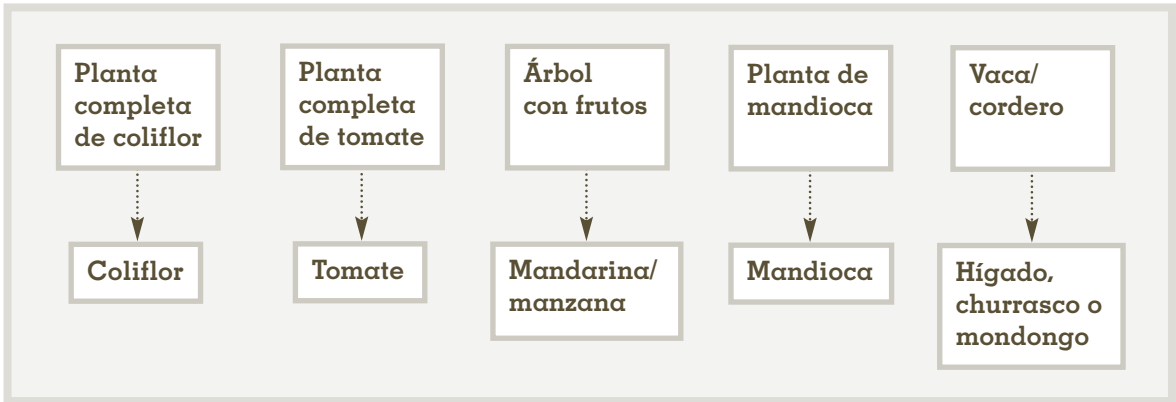 Planta
completa
de coliflor
Planta
completa
de tomate
Árbol
con frutos
Planta de
mandioca
Vaca/
cordero
Coliflor
Tomate
Mandarina/
manzana
Mandioca
Hígado,
churrasco o
mondongo